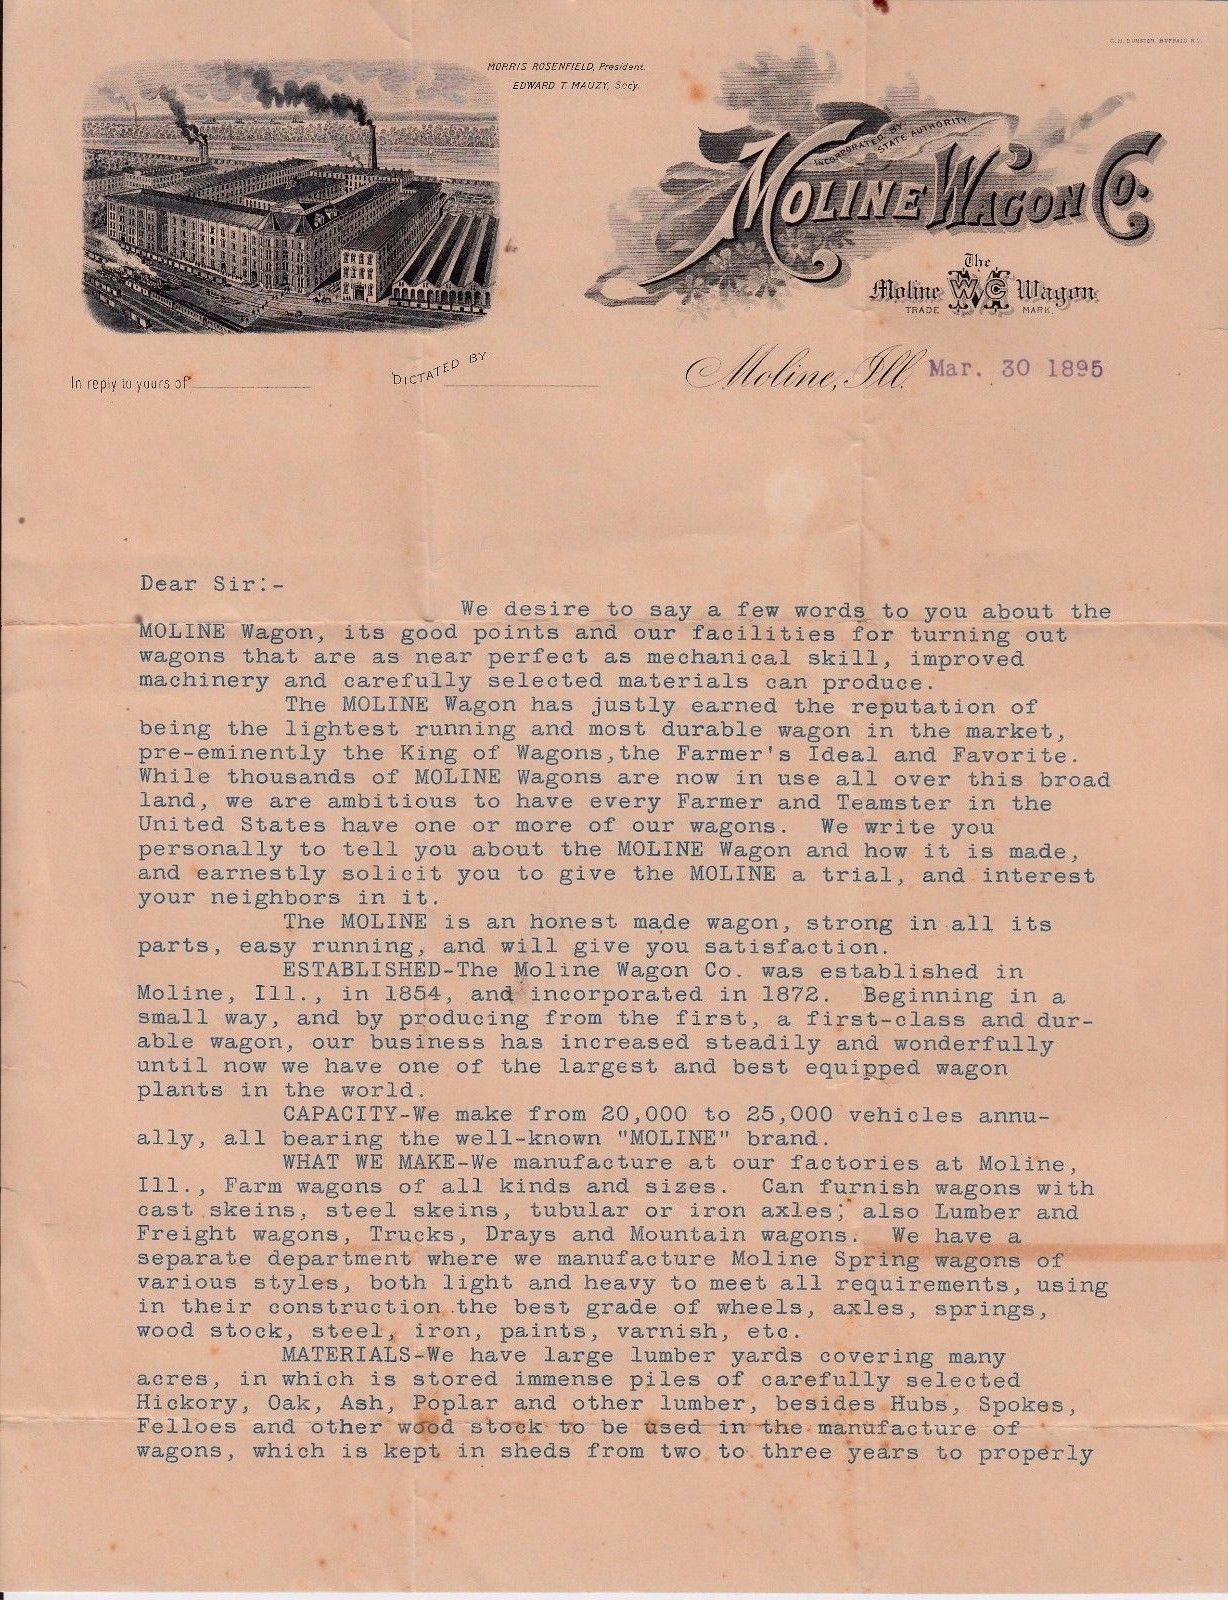 G.H. DUNSTON, BUFFALO N.Y.
MORRIS ROSENFIELD, President.
EDWARD T. MAUZY, Secy.
INCORPORATED BY
STATE AUTHORITY
MOLINE WAGON CO.
The
Moline WC Wagon
TRADE MARK.
In reply to yours of
DICTATED BY
Moline, Ill. Mar. 30 1895
Dear Sir:-
We desire to say a few words to you about the
MOLINE Wagon, its good points and our facilities for turning out
wagons that are as near perfect as mechanical skill, improved
machinery and carefully selected materials can produce.
The MOLINE Wagon has justly earned the reputation of
being the lightest running and most durable wagon in the market,
pre-eminently the King of Wagons,the Farmer's Ideal and Favorite.
While thousands of MOLINE Wagons are now in use all over this broad
land, we are ambitious to have every Farmer and Teamster in the
United States have one or more of our wagons. We write you
personally to tell you about the MOLINE Wagon and how it is made,
and earnestly solicit you to give the MOLINE a trial, and interest
your neighbors in it.
The MOLINE is an honest made wagon, strong in all its
parts, easy running, and will give you satisfaction.
ESTABLISHED-The Moline Wagon Co. was established in
Moline, Ill., in 1854, and incorporated in 1872. Beginning in a
small way, and by producing from the first, a first-class and dur-
able wagon, our business has increased steadily and wonderfully
until now we have one of the largest and best equipped wagon
plants in the world.
CAPACITY-We make from 20,000 to 25,000 vehicles annu-
ally, all bearing the well-known "MOLINE" brand.
WHAT WE MAKE-We manufacture at our factories at Moline,
Ill., Farm wagons of all kinds and sizes. Can furnish wagons with
cast skeins, steel skeins, tubular or iron axles; also Lumber and
Freight wagons, Trucks, Drays and Mountain wagons. We have a
separate department where we manufacture Moline Spring wagons of
various styles, both light and heavy to meet all requirements, using
in their construction the best grade of wheels, axles, springs,
wood stock, steel, iron, paints, varnish, etc.
MATERIALS-We have large lumber yards covering many
acres, in which is stored immense piles of carefully selected
Hickory, Oak, Ash, Poplar and other lumber, besides Hubs, Spokes,
Felloes and other wood stock to be used in the manufacture of
wagons, which is kept in sheds from two to three years to properly